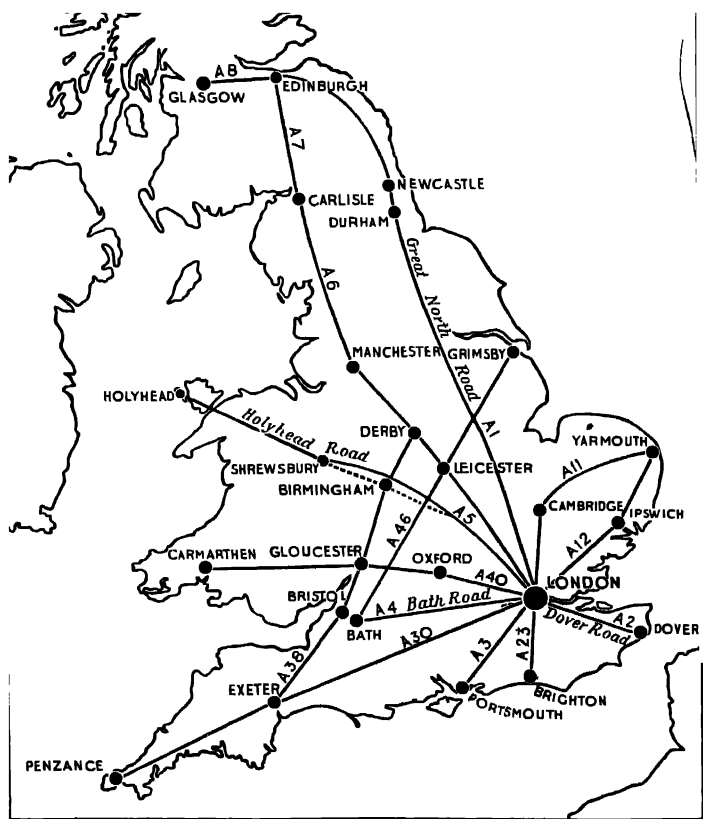 A8
GLASGOW
EDINBURGH
A7
NEWCASTLE
CARLISLE
DURHAM
Great North Road
A6
MANCHESTER
GRIMSBY
HOLYHEAD
Holyhead Road
A1
DERBY
YARMOUTH
SHREWSBURY
LEICESTER
A11
BIRMINGHAM
A5
CAMBRIDGE
IPSWICH
A46
A12
CARMARTHEN
GLOUCESTER
OXFORD
A40
LONDON
BRISTOL
A4 Bath Road
A2
Dover Road
DOVER
BATH
A30
A3
A23
A38
EXETER
BRIGHTON
PORTSMOUTH
PENZANCE